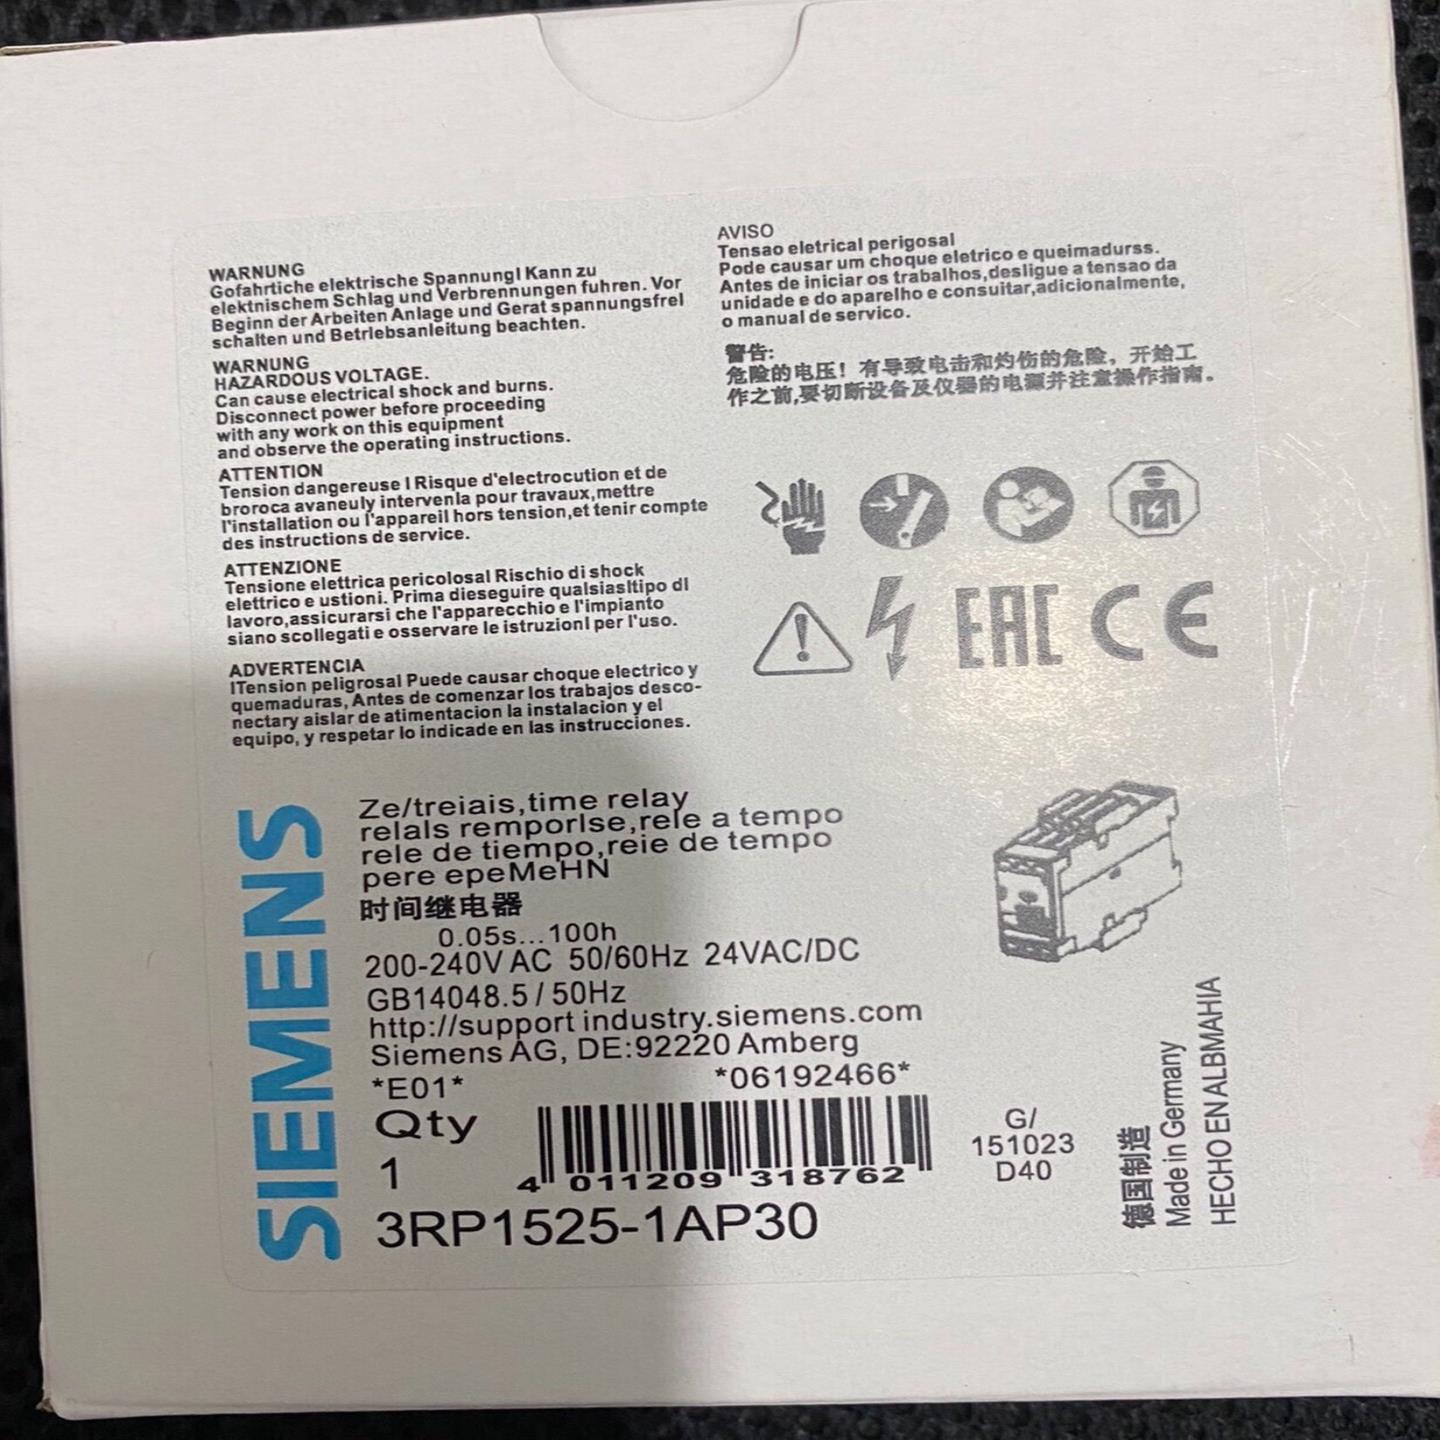 WARNUNG
Gofahrtiche elektrische SpannungI Kann zu
elektnischem Schlag und Verbrennungen fuhren. Vor
Beginn der Arbeiten Anlage und Gerat spannungsfrel
schalten und Betriebsanleitung beachten.
WARNUNG
HAZARDOUS VOLTAGE.
Can cause electrical shock and burns.
Disconnect power before proceeding
with any work on this equipment
and observe the operating instructions.
ATTENTION
Tension dangereuse I Risque d'electrocution et de
broroca avaneuly intervenla pour travaux,mettre
l'installation ou l'appareil hors tension,et tenir compte
des instructions de service.
ATTENZIONE
Tensione elettrica pericolosal Rischio di shock
elettrico e ustioni. Prima dieseguire qualsiasItipo dI
lavoro,assicurarsi che l'apparecchio e l'impianto
siano scollegati e osservare le istruzionI per l'uso.
ADVERTENCIA
ITension peligrosal Puede causar choque electrico y
quemaduras, Antes de comenzar los trabajos desco-
nectary aislar de atimentacion la instalacion y el
equipo, y respetar lo indicade en las instrucciones.
AVISO
Tensao eletrical perigosal
Pode causar um choque eletrico e queimadurss.
Antes de iniciar os trabalhos,desligue a tensao da
unidade e do aparelho e consuitar,adicionalmente,
o manual de servico.
警告:
危险的电压！有导致电击和灼伤的危险，开始工
作之前,要切断设备及仪器的电源并注意操作指南。
EAC CE
SIEMENS
Ze/treiais,time relay
relals remporlse,rele a tempo
rele de tiempo,reie de tempo
pere epeMeHN
时间继电器
0.05s...100h
200-240V AC 50/60Hz 24VAC/DC
GB14048.5 / 50Hz
http://support industry.siemens.com
Siemens AG, DE:92220 Amberg
*E01* *06192466*
Qty
1
4 011209 318762
3RP1525-1AP30
G/
151023
D40
德国制造
Made in Germany
HECHO EN ALBMAHIA